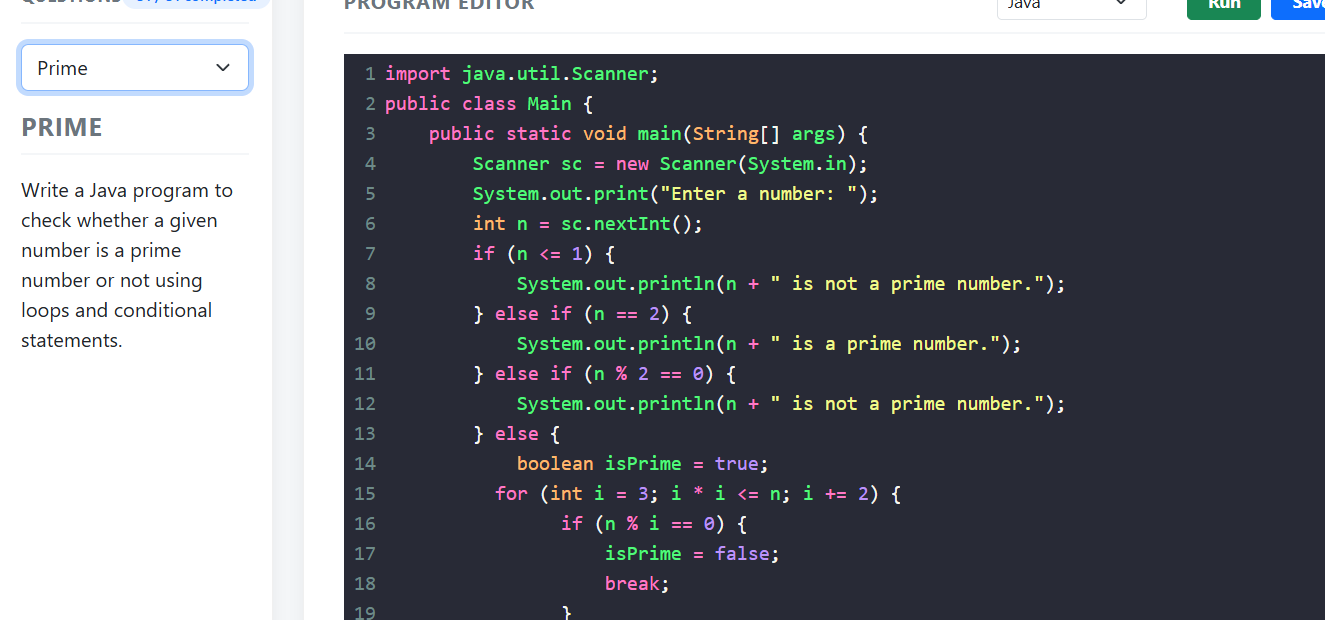 QUESTIONS
completed
Prime
PRIME
Write a Java program to
check whether a given
number is a prime
number or not using
loops and conditional
statements.
PROGRAM EDITOR
Java
Run
Save
1 import java.util.Scanner;
2 public class Main {
3     public static void main(String[] args) {
4         Scanner sc = new Scanner(System.in);
5         System.out.print("Enter a number: ");
6         int n = sc.nextInt();
7         if (n <= 1) {
8             System.out.println(n + " is not a prime number.");
9         } else if (n == 2) {
10             System.out.println(n + " is a prime number.");
11         } else if (n % 2 == 0) {
12             System.out.println(n + " is not a prime number.");
13         } else {
14             boolean isPrime = true;
15           for (int i = 3; i * i <= n; i += 2) {
16                 if (n % i == 0) {
17                     isPrime = false;
18                     break;
19                 }